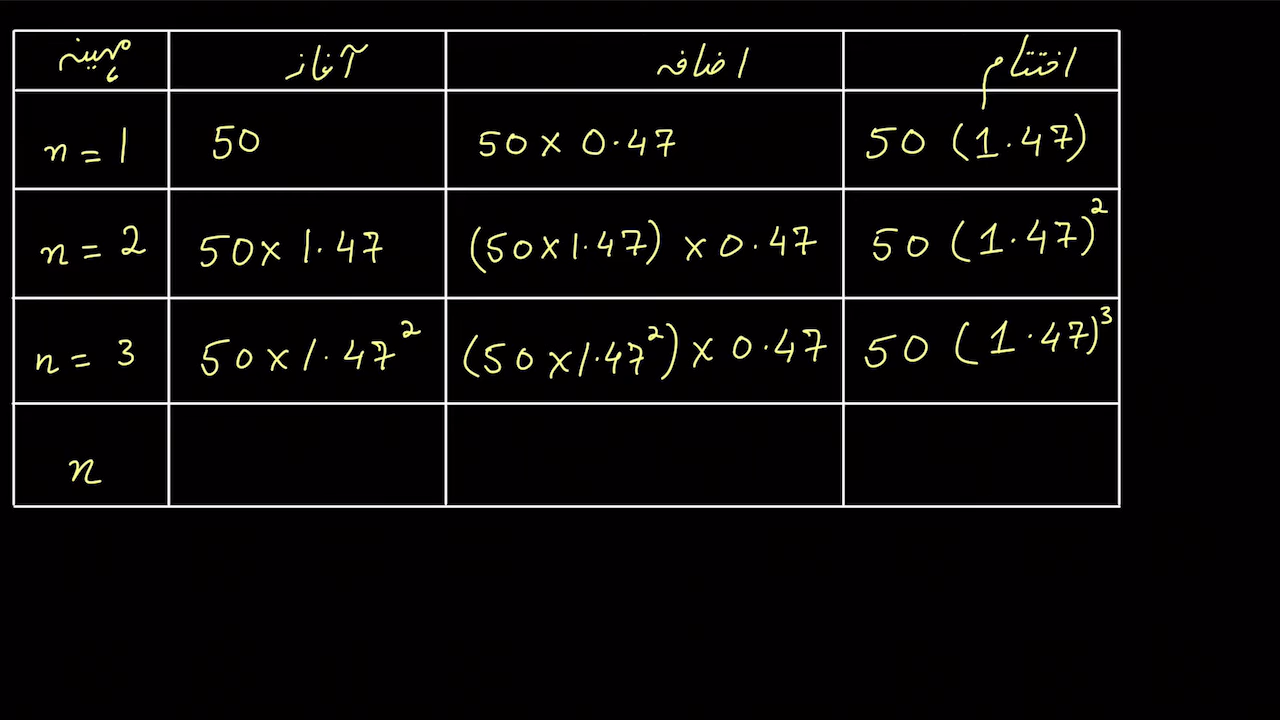 مہینہ آغاز اضافہ اختتام
n = 1 50 50 × 0.47 50 (1.47)
n = 2 50 × 1.47 (50 × 1.47) × 0.47 50 (1.47)²
n = 3 50 × 1.47² (50 × 1.47²) × 0.47 50 (1.47)³
n